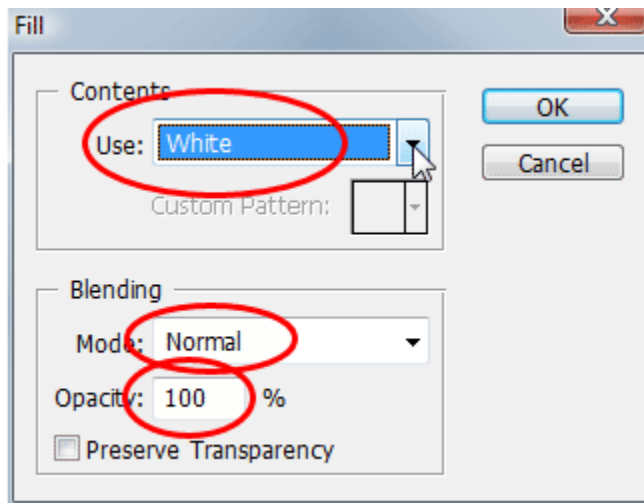 Fill
Contents
Use: White
Custom Pattern:
OK
Cancel
Blending
Mode: Normal
Opacity: 100 %
Preserve Transparency